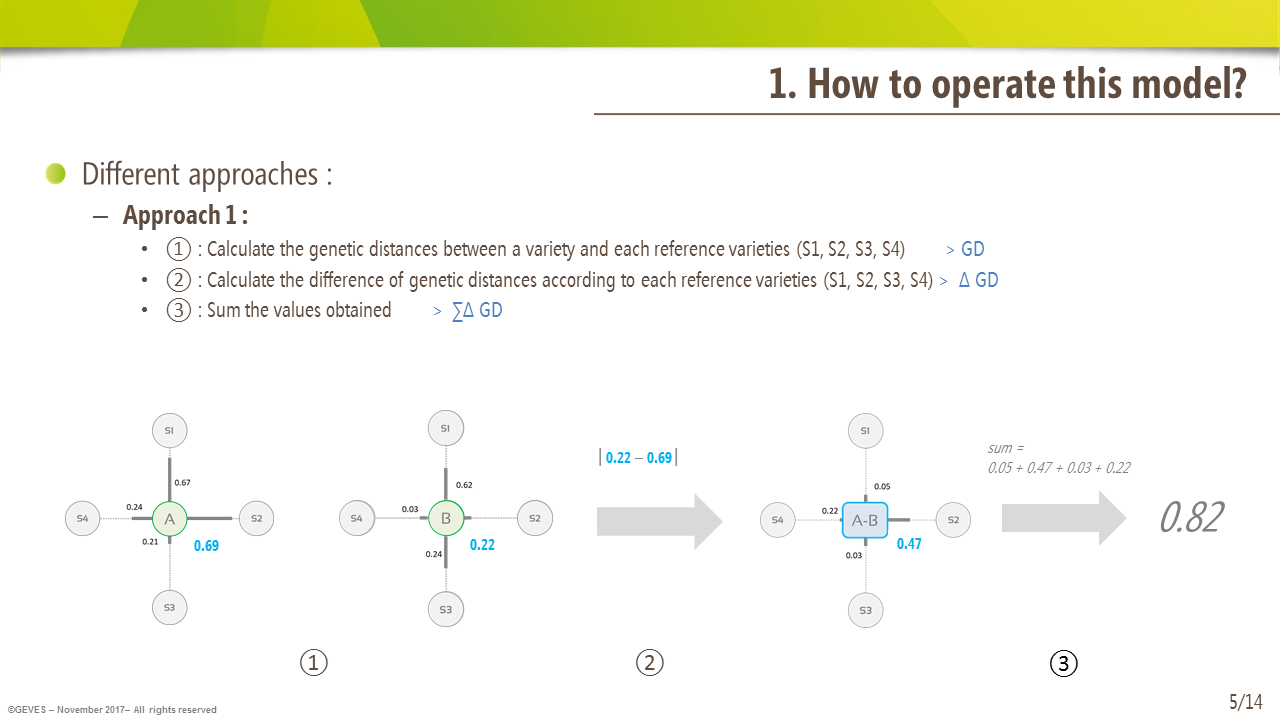 1. How to operate this model?
Different approaches :
– Approach 1 :
• ① : Calculate the genetic distances between a variety and each reference varieties (S1, S2, S3, S4) > GD
• ② : Calculate the difference of genetic distances according to each reference varieties (S1, S2, S3, S4) > Δ GD
• ③ : Sum the values obtained > ∑Δ GD
S1
0.67
0.24
S4
A
S2
0.21
0.69
S3
S1
0.62
0.03
S4
B
S2
0.24
0.22
S3
①
| 0.22 – 0.69 |
②
S1
0.05
0.22
S4
A-B
S2
0.03
0.47
S3
sum =
0.05 + 0.47 + 0.03 + 0.22
0.82
③
©GEVES – November 2017– All rights reserved
5/14